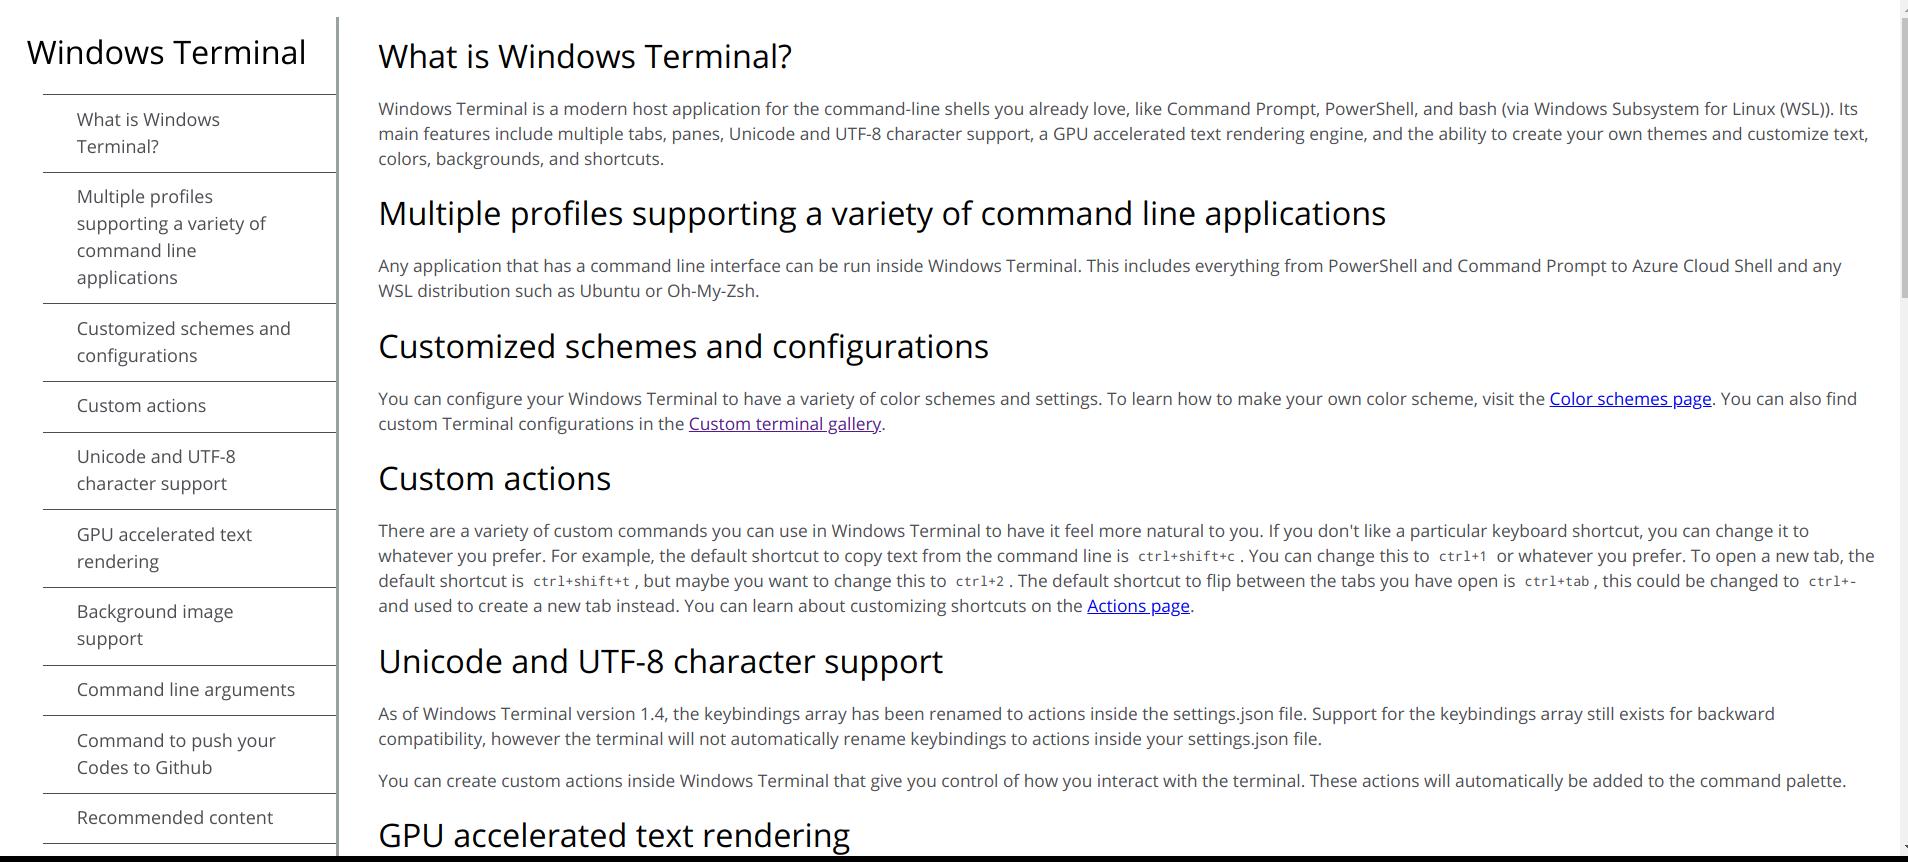 Windows Terminal
What is Windows
Terminal?
Multiple profiles
supporting a variety of
command line
applications
Customized schemes and
configurations
Custom actions
Unicode and UTF-8
character support
GPU accelerated text
rendering
Background image
support
Command line arguments
Command to push your
Codes to Github
Recommended content
What is Windows Terminal?
Windows Terminal is a modern host application for the command-line shells you already love, like Command Prompt, PowerShell, and bash (via Windows Subsystem for Linux (WSL)). Its
main features include multiple tabs, panes, Unicode and UTF-8 character support, a GPU accelerated text rendering engine, and the ability to create your own themes and customize text,
colors, backgrounds, and shortcuts.
Multiple profiles supporting a variety of command line applications
Any application that has a command line interface can be run inside Windows Terminal. This includes everything from PowerShell and Command Prompt to Azure Cloud Shell and any
WSL distribution such as Ubuntu or Oh-My-Zsh.
Customized schemes and configurations
You can configure your Windows Terminal to have a variety of color schemes and settings. To learn how to make your own color scheme, visit the Color schemes page. You can also find
custom Terminal configurations in the Custom terminal gallery.
Custom actions
There are a variety of custom commands you can use in Windows Terminal to have it feel more natural to you. If you don't like a particular keyboard shortcut, you can change it to
whatever you prefer. For example, the default shortcut to copy text from the command line is ctrl+shift+c . You can change this to ctrl+1 or whatever you prefer. To open a new tab, the
default shortcut is ctrl+shift+t , but maybe you want to change this to ctrl+2 . The default shortcut to flip between the tabs you have open is ctrl+tab , this could be changed to ctrl+-
and used to create a new tab instead. You can learn about customizing shortcuts on the Actions page.
Unicode and UTF-8 character support
As of Windows Terminal version 1.4, the keybindings array has been renamed to actions inside the settings.json file. Support for the keybindings array still exists for backward
compatibility, however the terminal will not automatically rename keybindings to actions inside your settings.json file.
You can create custom actions inside Windows Terminal that give you control of how you interact with the terminal. These actions will automatically be added to the command palette.
GPU accelerated text rendering